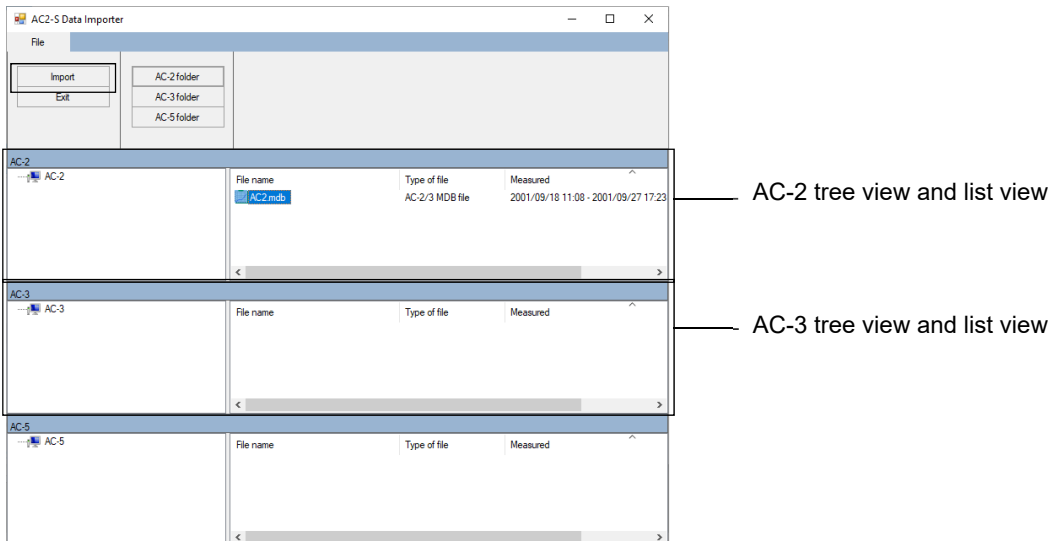 AC2-S Data Importer
File
Import
Exit
AC-2 folder
AC-3 folder
AC-5 folder
AC-2
AC-2
File name Type of file Measured
AC2.mdb AC-2/3 MDB file 2001/09/18 11:08 - 2001/09/27 17:23
AC-2 tree view and list view
AC-3
AC-3
File name Type of file Measured
AC-3 tree view and list view
AC-5
AC-5
File name Type of file Measured